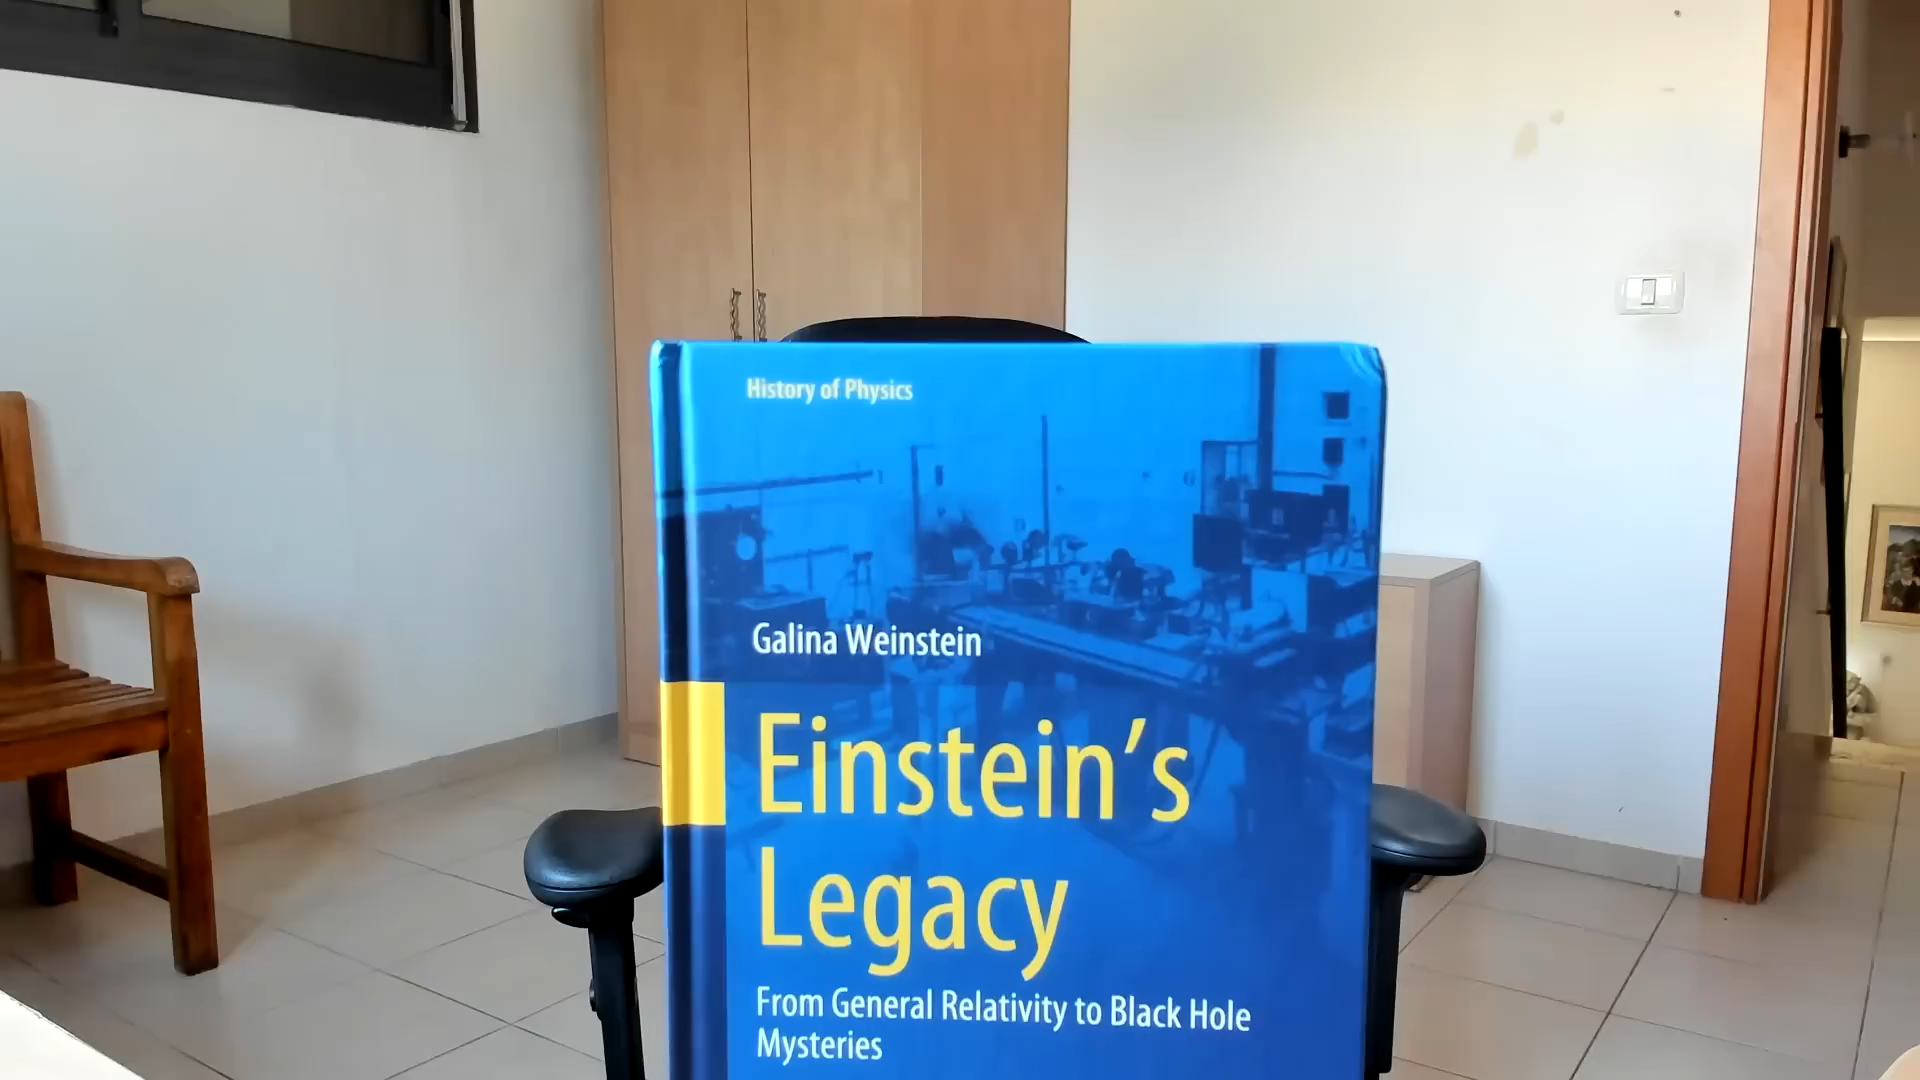 History of Physics
Galina Weinstein
Einstein's
Legacy
From General Relativity to Black Hole
Mysteries